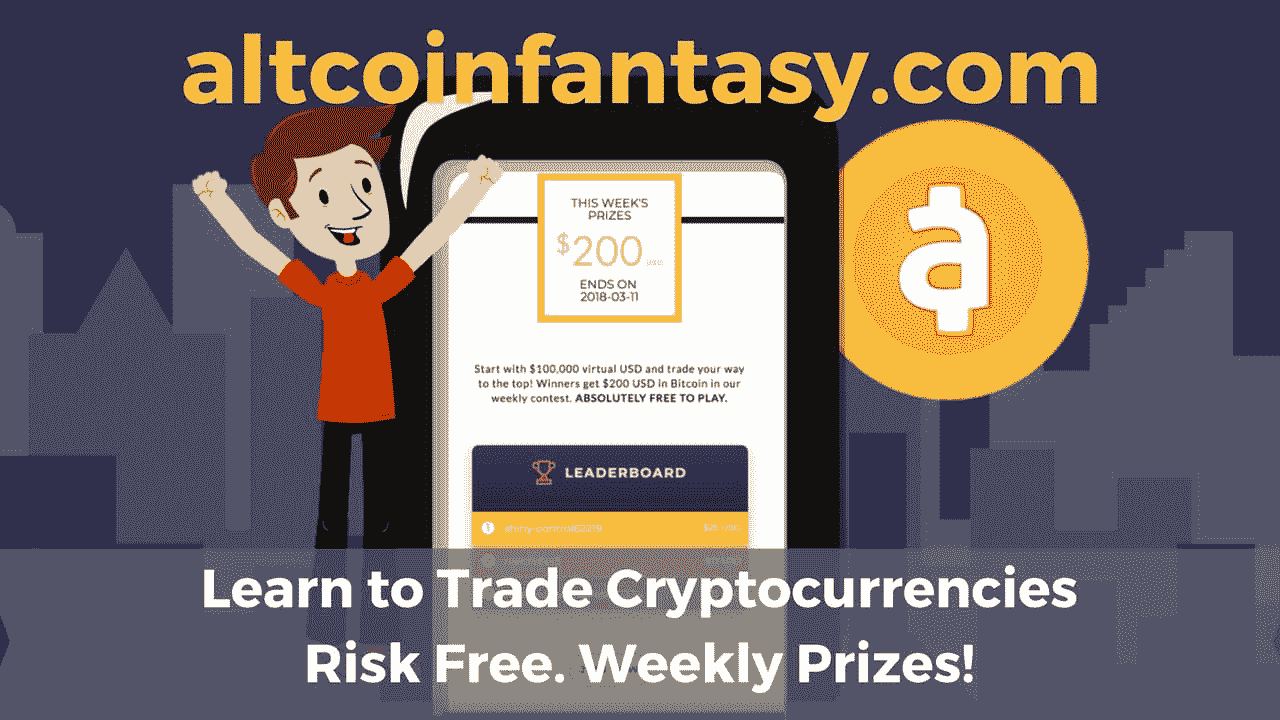 altcoinfantasy.com
THIS WEEK'S
PRIZES
$200 USD
ENDS ON
2018-03-11
Start with $100,000 virtual USD and trade your way
to the top! Winners get $200 USD in Bitcoin in our
weekly contest. ABSOLUTELY FREE TO PLAY.
LEADERBOARD
1
Learn to Trade Cryptocurrencies
Risk Free. Weekly Prizes!